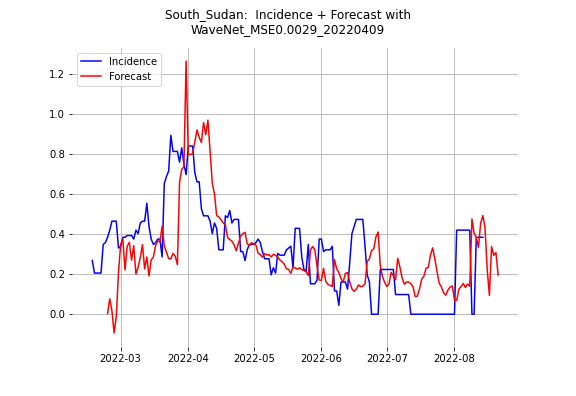 South_Sudan:  Incidence + Forecast with
WaveNet_MSE0.0029_20220409
Incidence
Forecast
1.2
1.0
0.8
0.6
0.4
0.2
0.0
2022-03 2022-04 2022-05 2022-06 2022-07 2022-08